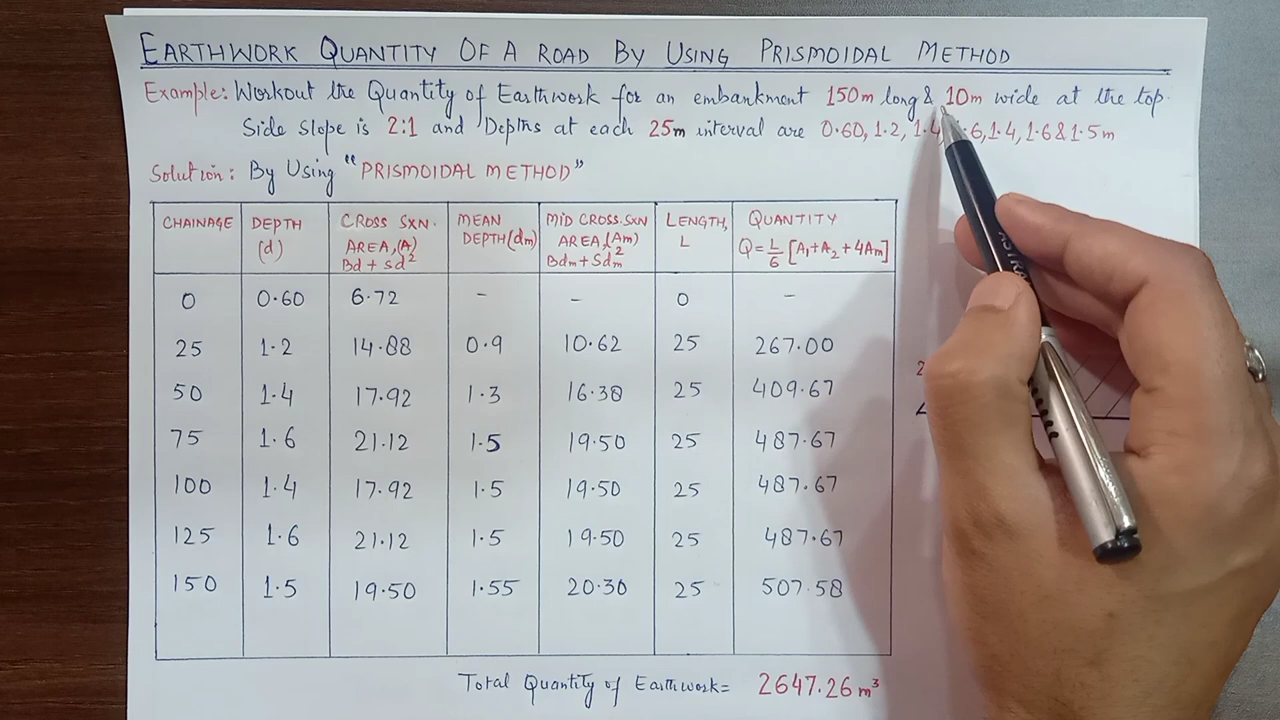 EARTHWORK QUANTITY OF A ROAD BY USING PRISMOIDAL METHOD
Example: Workout the Quantity of Earthwork for an embankment 150m long & 10m wide at the top.
Side slope is 2:1 and Depths at each 25m interval are 0.60, 1.2, 1.4, .6, 1.4, 1.6 & 1.5m
Solution: By Using "PRISMOIDAL METHOD"
CHAINAGE DEPTH (d) CROSS SXN. AREA, (A) Bd + Sd² MEAN DEPTH (dm) MID CROSS. SXN AREA, (Am) Bdm + Sdm² LENGTH, L QUANTITY Q = L/6 [A1+A2+4Am]
0 0.60 6.72 - - 0 -
25 1.2 14.88 0.9 10.62 25 267.00
50 1.4 17.92 1.3 16.38 25 409.67
75 1.6 21.12 1.5 19.50 25 487.67
100 1.4 17.92 1.5 19.50 25 487.67
125 1.6 21.12 1.5 19.50 25 487.67
150 1.5 19.50 1.55 20.30 25 507.58
Total Quantity of Earthwork = 2647.26 m³